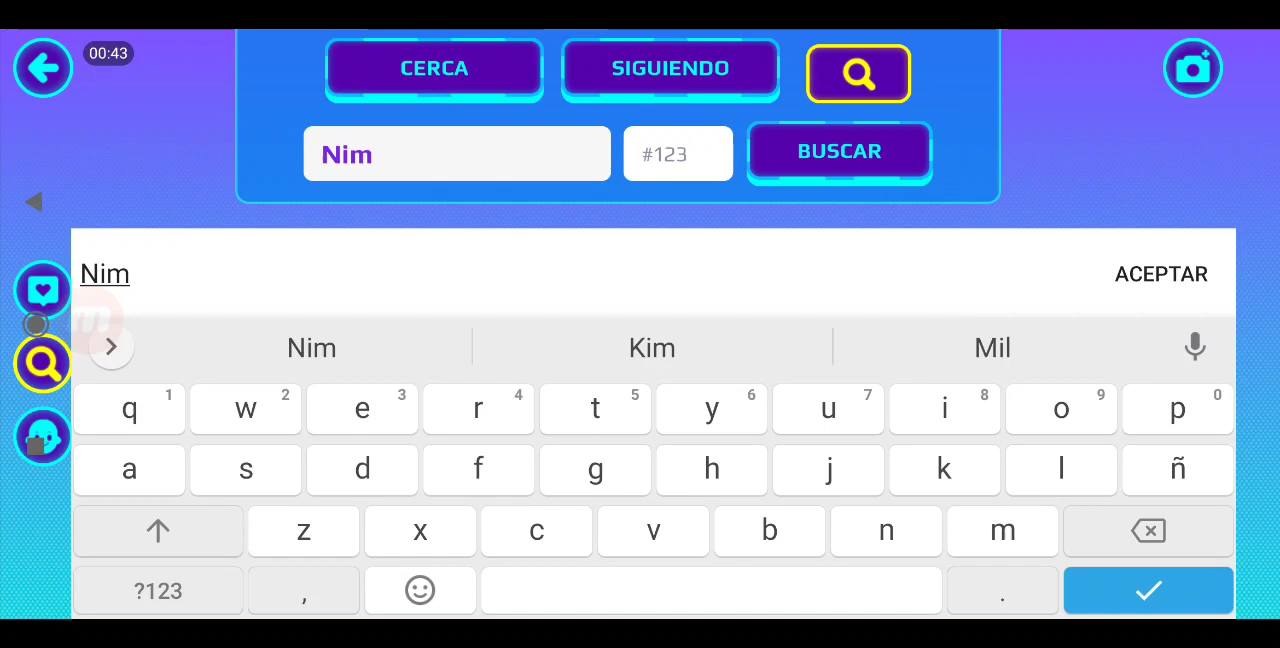 00:43
CERCA SIGUIENDO
Nim #123 BUSCAR
Nim ACEPTAR
Nim Kim Mil
q 1 w 2 e 3 r 4 t 5 y 6 u 7 i 8 o 9 p 0
a s d f g h j k l ñ
z x c v b n m
?123 , .